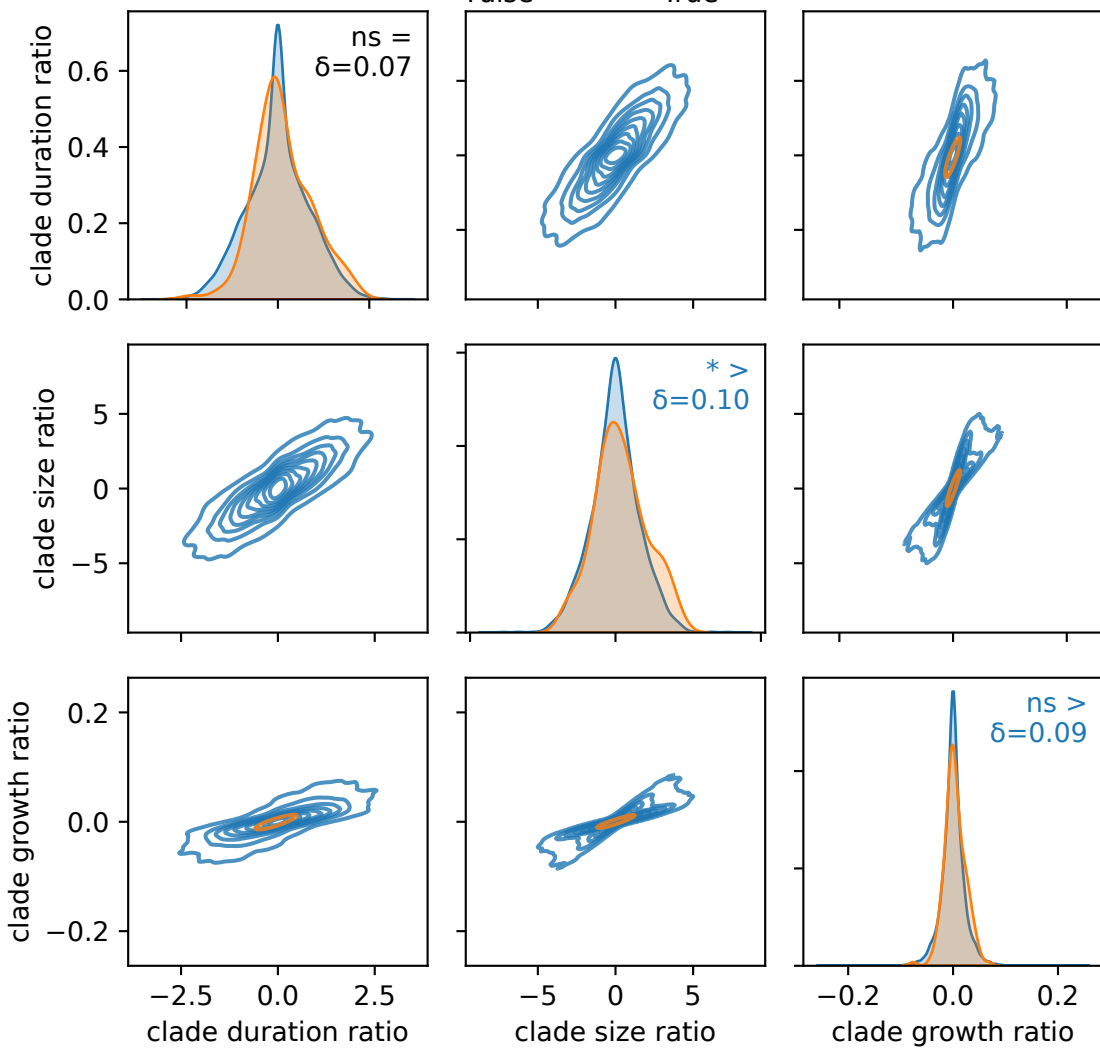 clade duration ratio
0.6
0.4
0.2
0.0
ns =
δ=0.07
clade size ratio
5
0
−5
* >
δ=0.10
clade growth ratio
0.2
0.0
−0.2
ns >
δ=0.09
−2.5 0.0 2.5
−5 0 5
−0.2 0.0 0.2
clade duration ratio
clade size ratio
clade growth ratio